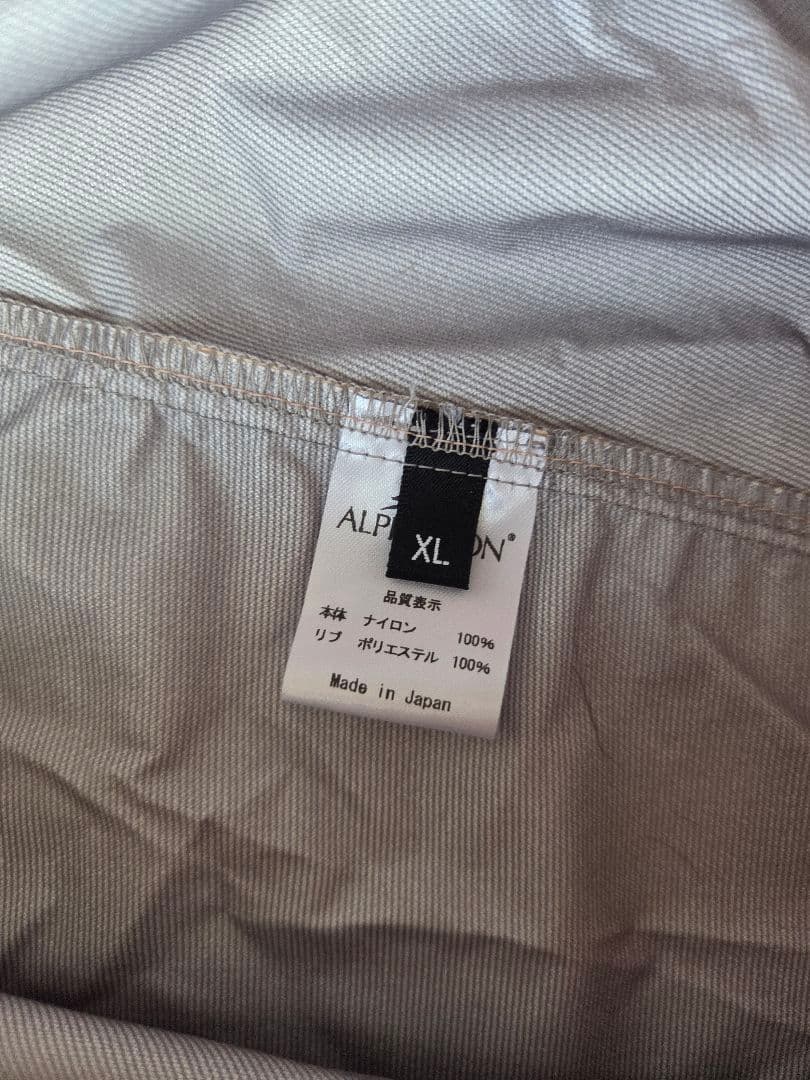 XL
品質表示
本体 ナイロン 100%
リブ ポリエステル 100%
Made in Japan